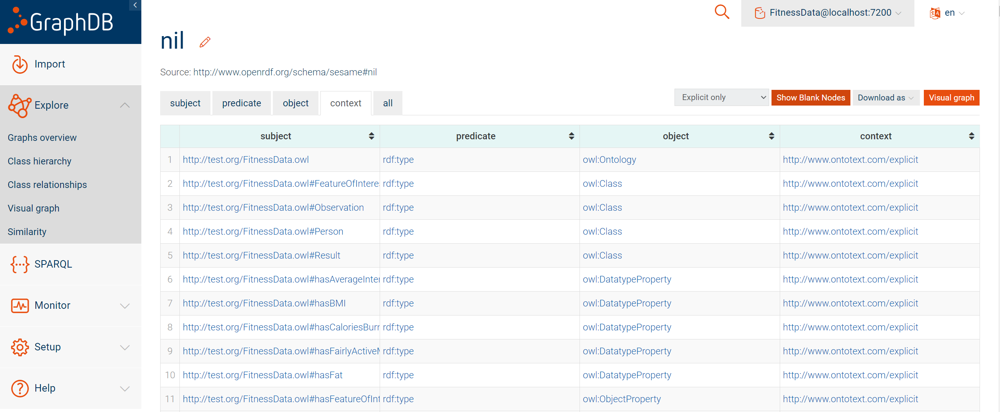 GraphDB
FitnessData@localhost:7200
en
nil
Import
Source: http://www.openrdf.org/schema/sesame#nil
Explore
Graphs overview
Class hierarchy
Class relationships
Visual graph
Similarity
SPARQL
Monitor
Setup
Help
subject predicate object context all
Explicit only Show Blank Nodes Download as Visual graph
subject predicate object context
1 http://test.org/FitnessData.owl rdf:type owl:Ontology http://www.ontotext.com/explicit
2 http://test.org/FitnessData.owl#FeatureOfIntere rdf:type owl:Class http://www.ontotext.com/explicit
3 http://test.org/FitnessData.owl#Observation rdf:type owl:Class http://www.ontotext.com/explicit
4 http://test.org/FitnessData.owl#Person rdf:type owl:Class http://www.ontotext.com/explicit
5 http://test.org/FitnessData.owl#Result rdf:type owl:Class http://www.ontotext.com/explicit
6 http://test.org/FitnessData.owl#hasAverageInter rdf:type owl:DatatypeProperty http://www.ontotext.com/explicit
7 http://test.org/FitnessData.owl#hasBMI rdf:type owl:DatatypeProperty http://www.ontotext.com/explicit
8 http://test.org/FitnessData.owl#hasCaloriesBurr rdf:type owl:DatatypeProperty http://www.ontotext.com/explicit
9 http://test.org/FitnessData.owl#hasFairlyActiveM rdf:type owl:DatatypeProperty http://www.ontotext.com/explicit
10 http://test.org/FitnessData.owl#hasFat rdf:type owl:DatatypeProperty http://www.ontotext.com/explicit
11 http://test.org/FitnessData.owl#hasFeatureOfInt rdf:type owl:ObjectProperty http://www.ontotext.com/explicit